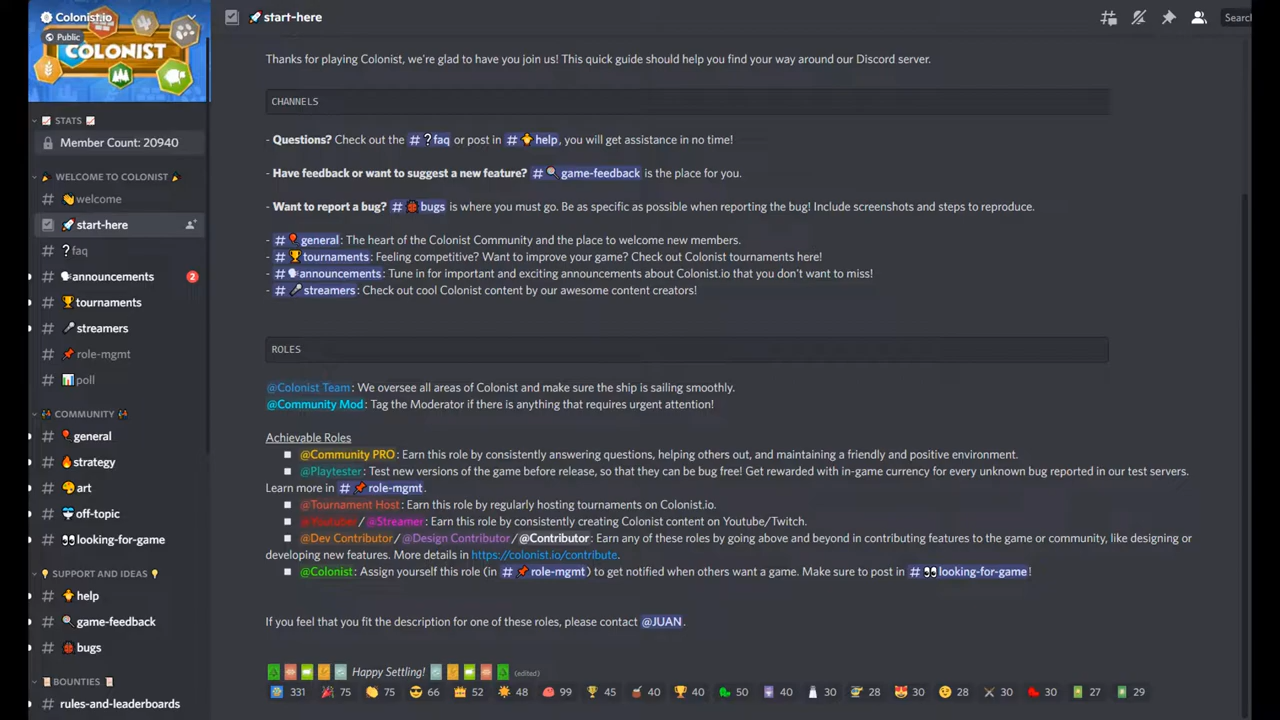 Colonist.io
Public
COLONIST
STATS
Member Count: 20940
WELCOME TO COLONIST
# welcome
start-here
# ?faq
# announcements 2
# tournaments
# streamers
# role-mgmt
# poll
COMMUNITY
# general
# strategy
# art
# off-topic
# looking-for-game
SUPPORT AND IDEAS
# help
# game-feedback
# bugs
BOUNTIES
rules-and-leaderboards
start-here
Search
Thanks for playing Colonist, we're glad to have you join us! This quick guide should help you find your way around our Discord server.
CHANNELS
- Questions? Check out the # ?faq or post in # help, you will get assistance in no time!
- Have feedback or want to suggest a new feature? # game-feedback is the place for you.
- Want to report a bug? # bugs is where you must go. Be as specific as possible when reporting the bug! Include screenshots and steps to reproduce.
- # general: The heart of the Colonist Community and the place to welcome new members.
- # tournaments: Feeling competitive? Want to improve your game? Check out Colonist tournaments here!
- # announcements: Tune in for important and exciting announcements about Colonist.io that you don't want to miss!
- # streamers: Check out cool Colonist content by our awesome content creators!
ROLES
@Colonist Team: We oversee all areas of Colonist and make sure the ship is sailing smoothly.
@Community Mod: Tag the Moderator if there is anything that requires urgent attention!
Achievable Roles
@Community PRO: Earn this role by consistently answering questions, helping others out, and maintaining a friendly and positive environment.
@Playtester: Test new versions of the game before release, so that they can be bug free! Get rewarded with in-game currency for every unknown bug reported in our test servers.
Learn more in # role-mgmt.
@Tournament Host: Earn this role by regularly hosting tournaments on Colonist.io.
@Youtuber/@Streamer: Earn this role by consistently creating Colonist content on Youtube/Twitch.
@Dev Contributor/@Design Contributor/@Contributor: Earn any of these roles by going above and beyond in contributing features to the game or community, like designing or
developing new features. More details in https://colonist.io/contribute.
@Colonist: Assign yourself this role (in # role-mgmt) to get notified when others want a game. Make sure to post in # looking-for-game!
If you feel that you fit the description for one of these roles, please contact @JUAN.
Happy Settling! (edited)
331 75 75 66 52 48 99 45 40 40 50 40 30 28 30 28 30 30 27 29